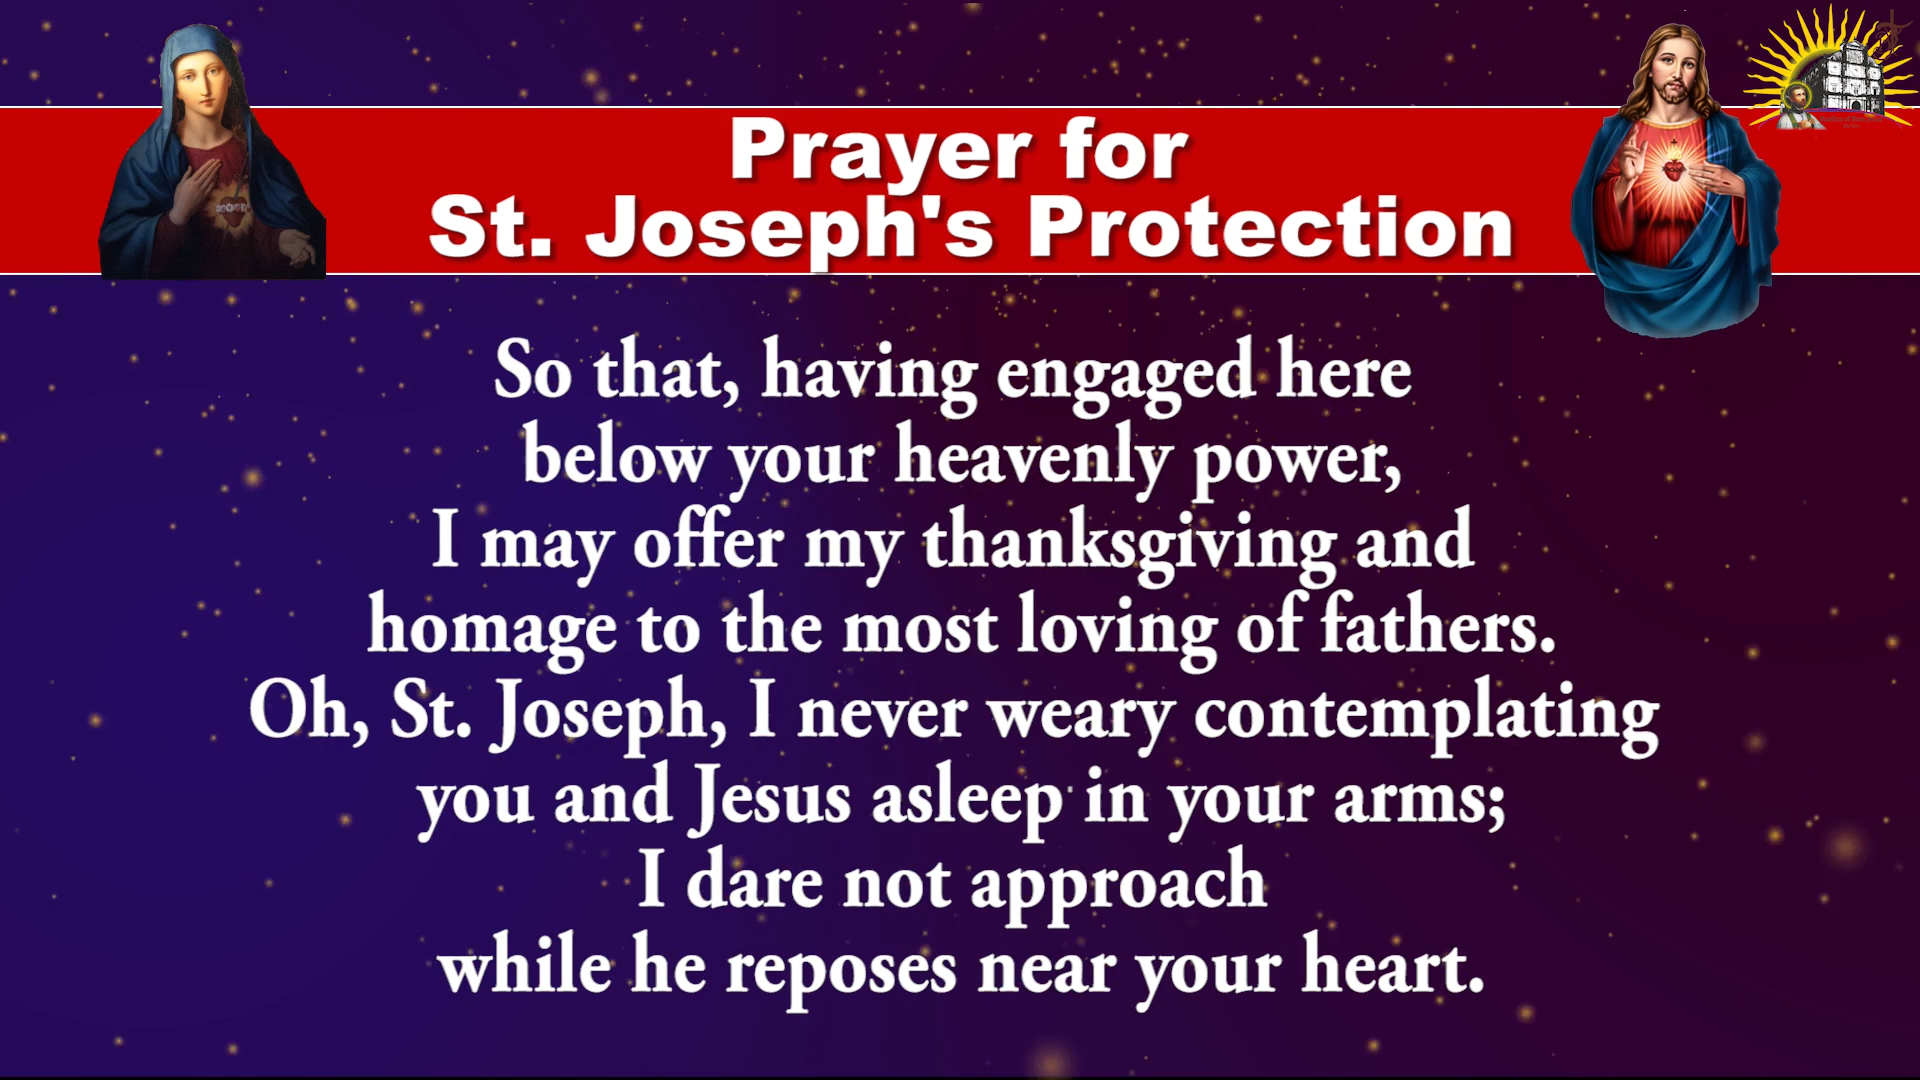 Prayer for
St. Joseph's Protection
So that, having engaged here
below your heavenly power,
I may offer my thanksgiving and
homage to the most loving of fathers.
Oh, St. Joseph, I never weary contemplating
you and Jesus asleep in your arms;
I dare not approach
while he reposes near your heart.